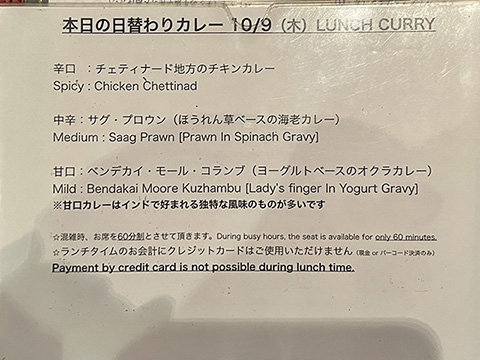 本日の日替わりカレー 10/9（木）LUNCH CURRY
辛口 ：チェティナード地方のチキンカレー
Spicy : Chicken Chettinad
中辛：サグ・プロウン（ほうれん草ベースの海老カレー）
Medium : Saag Prawn [Prawn In Spinach Gravy]
甘口：ベンデカイ・モール・コランブ（ヨーグルトベースのオクラカレー）
Mild : Bendakai Moore Kuzhambu [Lady's finger In Yogurt Gravy]
※甘口カレーはインドで好まれる独特な風味のものが多いです
☆混雑時、お席を60分制とさせて頂きます。During busy hours, the seat is available for only 60 minutes.
☆ランチタイムのお会計にクレジットカードはご使用いただけません（現金 or バーコード決済のみ）
Payment by credit card is not possible during lunch time.